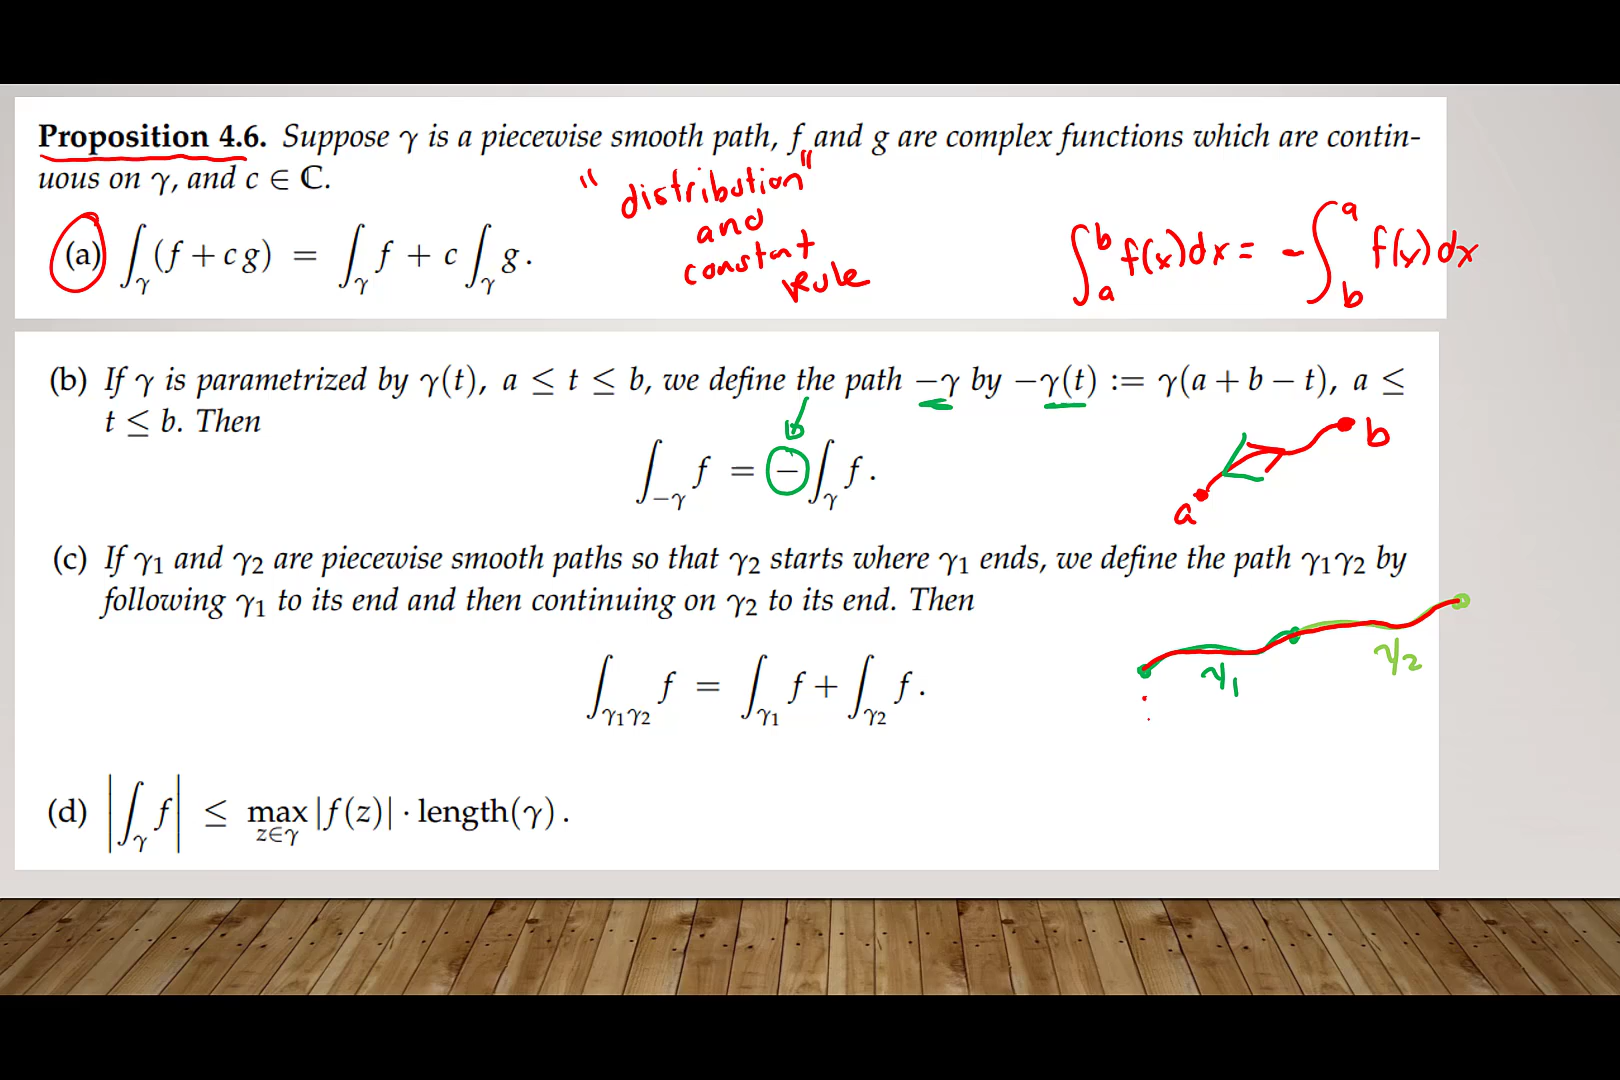 Proposition 4.6. Suppose γ is a piecewise smooth path, f and g are complex functions which are contin-
uous on γ, and c ∈ ℂ.
"distribution"
and
constant
rule
(a) ∫_γ (f + c g) = ∫_γ f + c ∫_γ g.
∫_a^b f(x)dx = -∫_b^a f(x)dx
(b) If γ is parametrized by γ(t), a ≤ t ≤ b, we define the path −γ by −γ(t) := γ(a + b − t), a ≤
t ≤ b. Then
∫_{−γ} f = −∫_γ f.
b
a
(c) If γ1 and γ2 are piecewise smooth paths so that γ2 starts where γ1 ends, we define the path γ1γ2 by
following γ1 to its end and then continuing on γ2 to its end. Then
∫_{γ1γ2} f = ∫_{γ1} f + ∫_{γ2} f.
γ1
γ2
(d) |∫_γ f| ≤ max_{z∈γ} |f(z)| · length(γ).